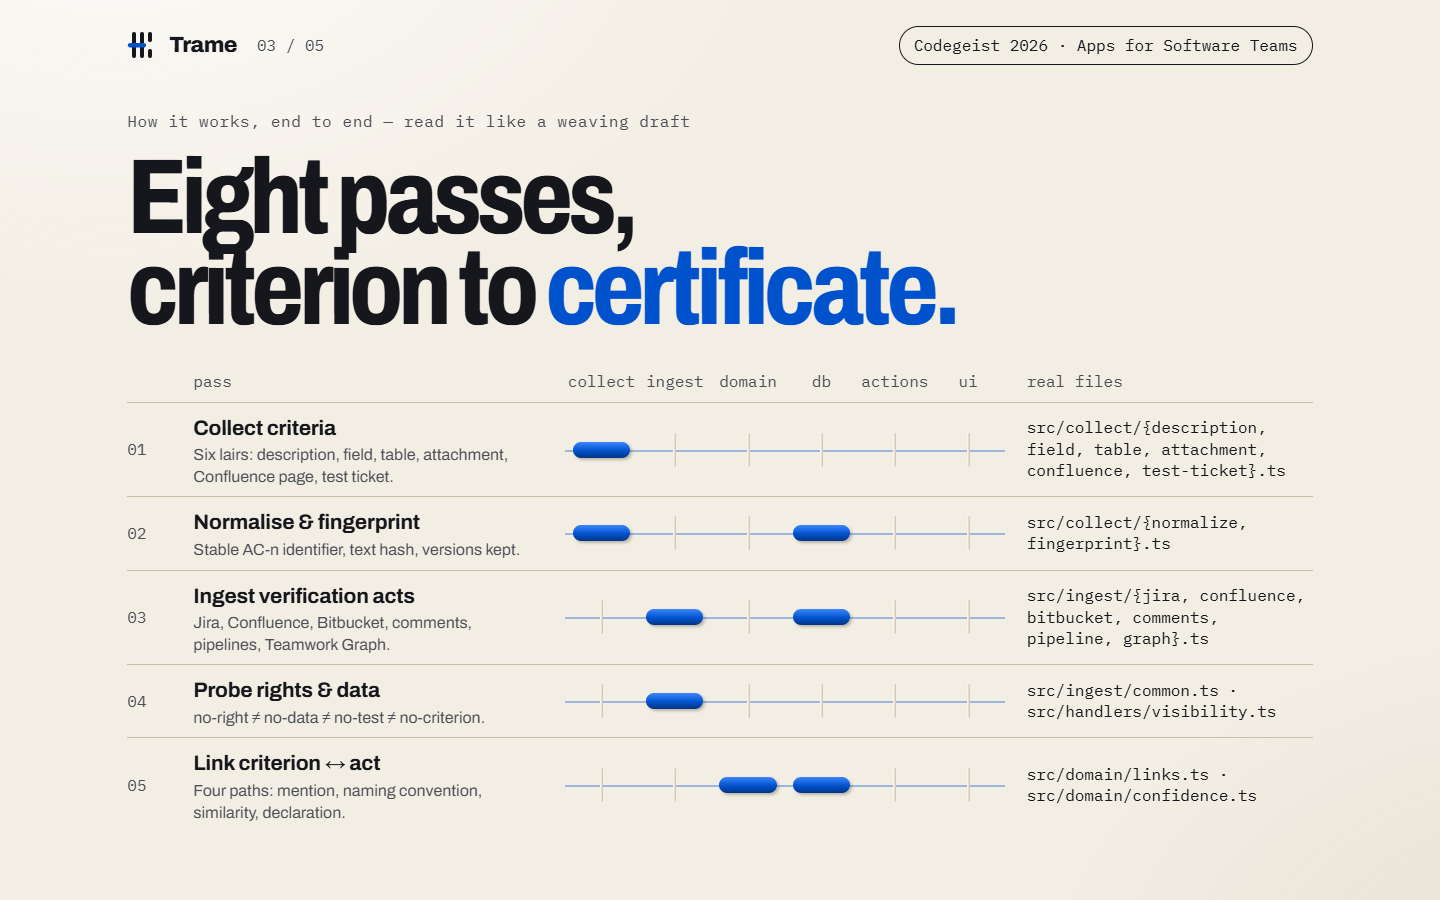 Trame 03 / 05
Codegeist 2026 · Apps for Software Teams
How it works, end to end — read it like a weaving draft
Eight passes,
criterion to certificate.
pass collect ingest domain db actions ui real files
01
Collect criteria
Six lairs: description, field, table, attachment,
Confluence page, test ticket.
src/collect/{description,
field, table, attachment,
confluence, test-ticket}.ts
02
Normalise & fingerprint
Stable AC-n identifier, text hash, versions kept.
src/collect/{normalize,
fingerprint}.ts
03
Ingest verification acts
Jira, Confluence, Bitbucket, comments,
pipelines, Teamwork Graph.
src/ingest/{jira, confluence,
bitbucket, comments,
pipeline, graph}.ts
04
Probe rights & data
no-right ≠ no-data ≠ no-test ≠ no-criterion.
src/ingest/common.ts ·
src/handlers/visibility.ts
05
Link criterion ↔ act
Four paths: mention, naming convention,
similarity, declaration.
src/domain/links.ts ·
src/domain/confidence.ts